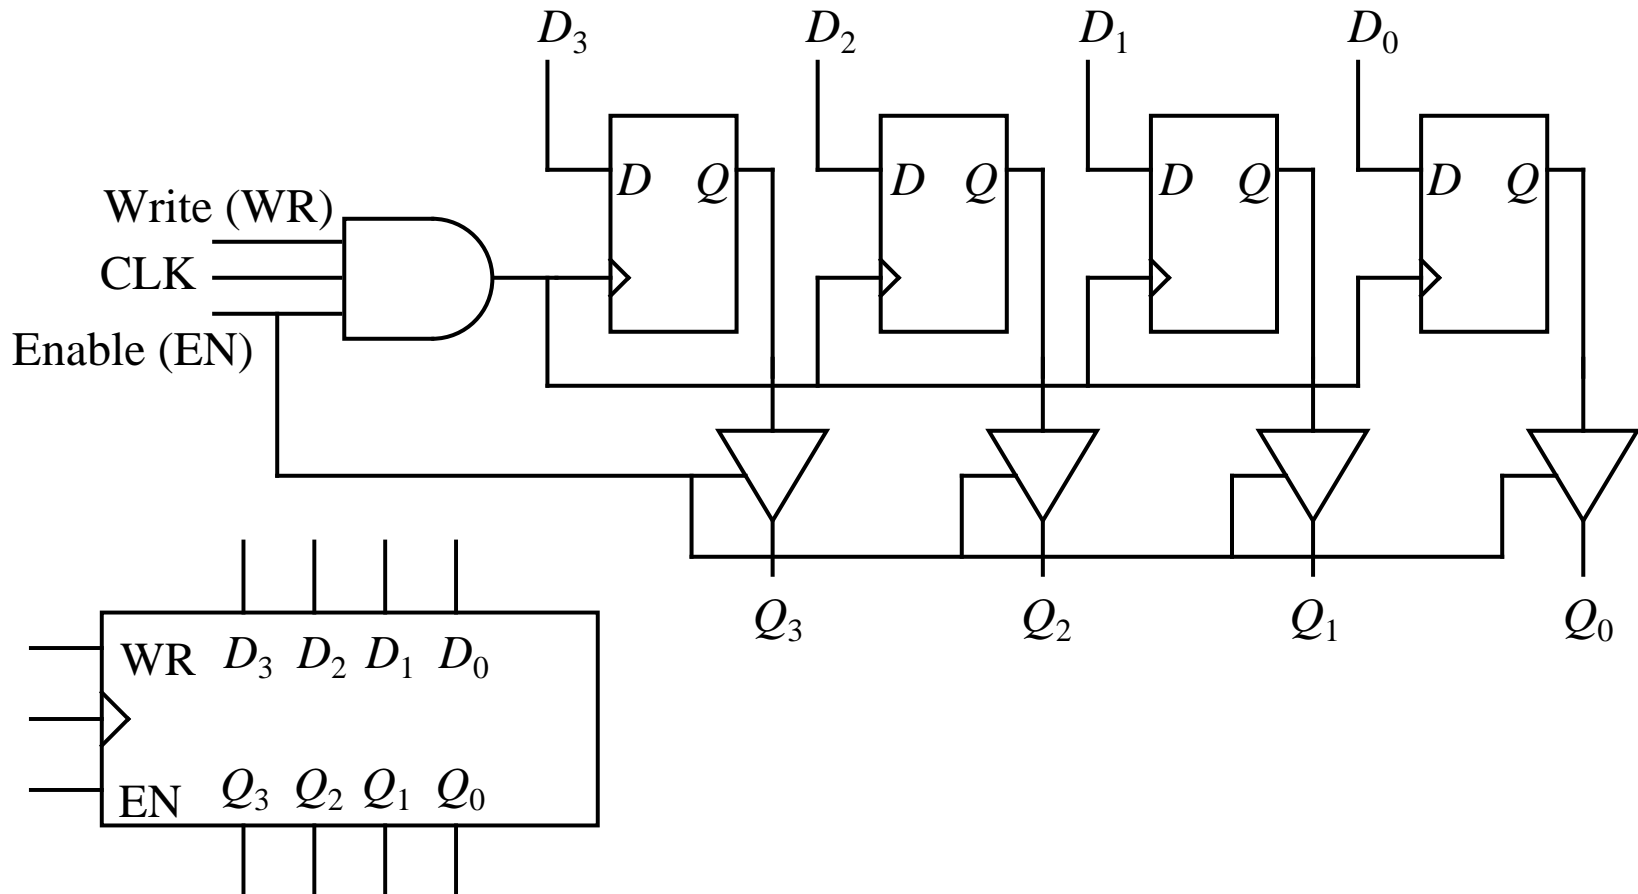 D₃ D₂ D₁ D₀
D Q D Q D Q D Q
Write (WR)
CLK
Enable (EN)
Q₃ Q₂ Q₁ Q₀
WR D₃ D₂ D₁ D₀
EN Q₃ Q₂ Q₁ Q₀